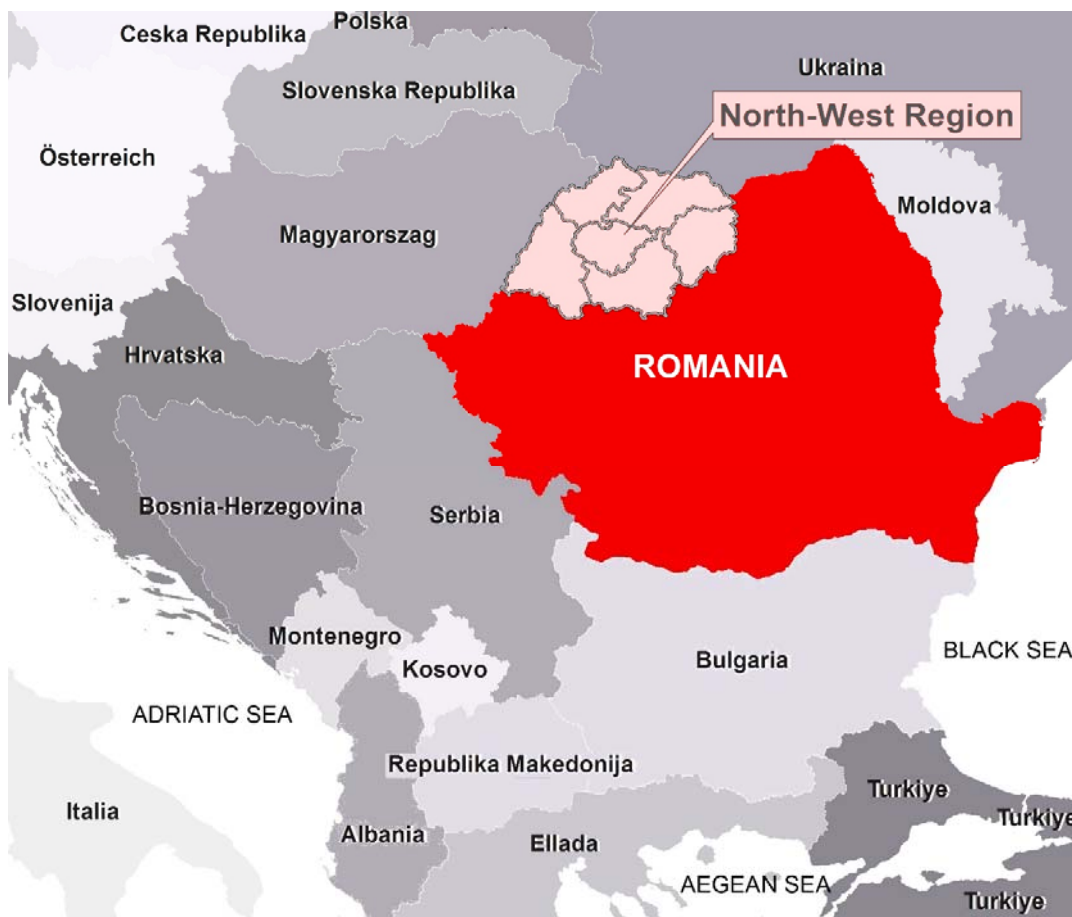 Polska
Ceska Republika
Ukraina
Slovenska Republika
North-West Region
Österreich
Moldova
Magyarorszag
Slovenija
Hrvatska
ROMANIA
Bosnia-Herzegovina
Serbia
Montenegro
Kosovo
Bulgaria
BLACK SEA
ADRIATIC SEA
Republika Makedonija
Turkiye
Italia
Albania
Ellada
Turkiye
AEGEAN SEA
Turkiye